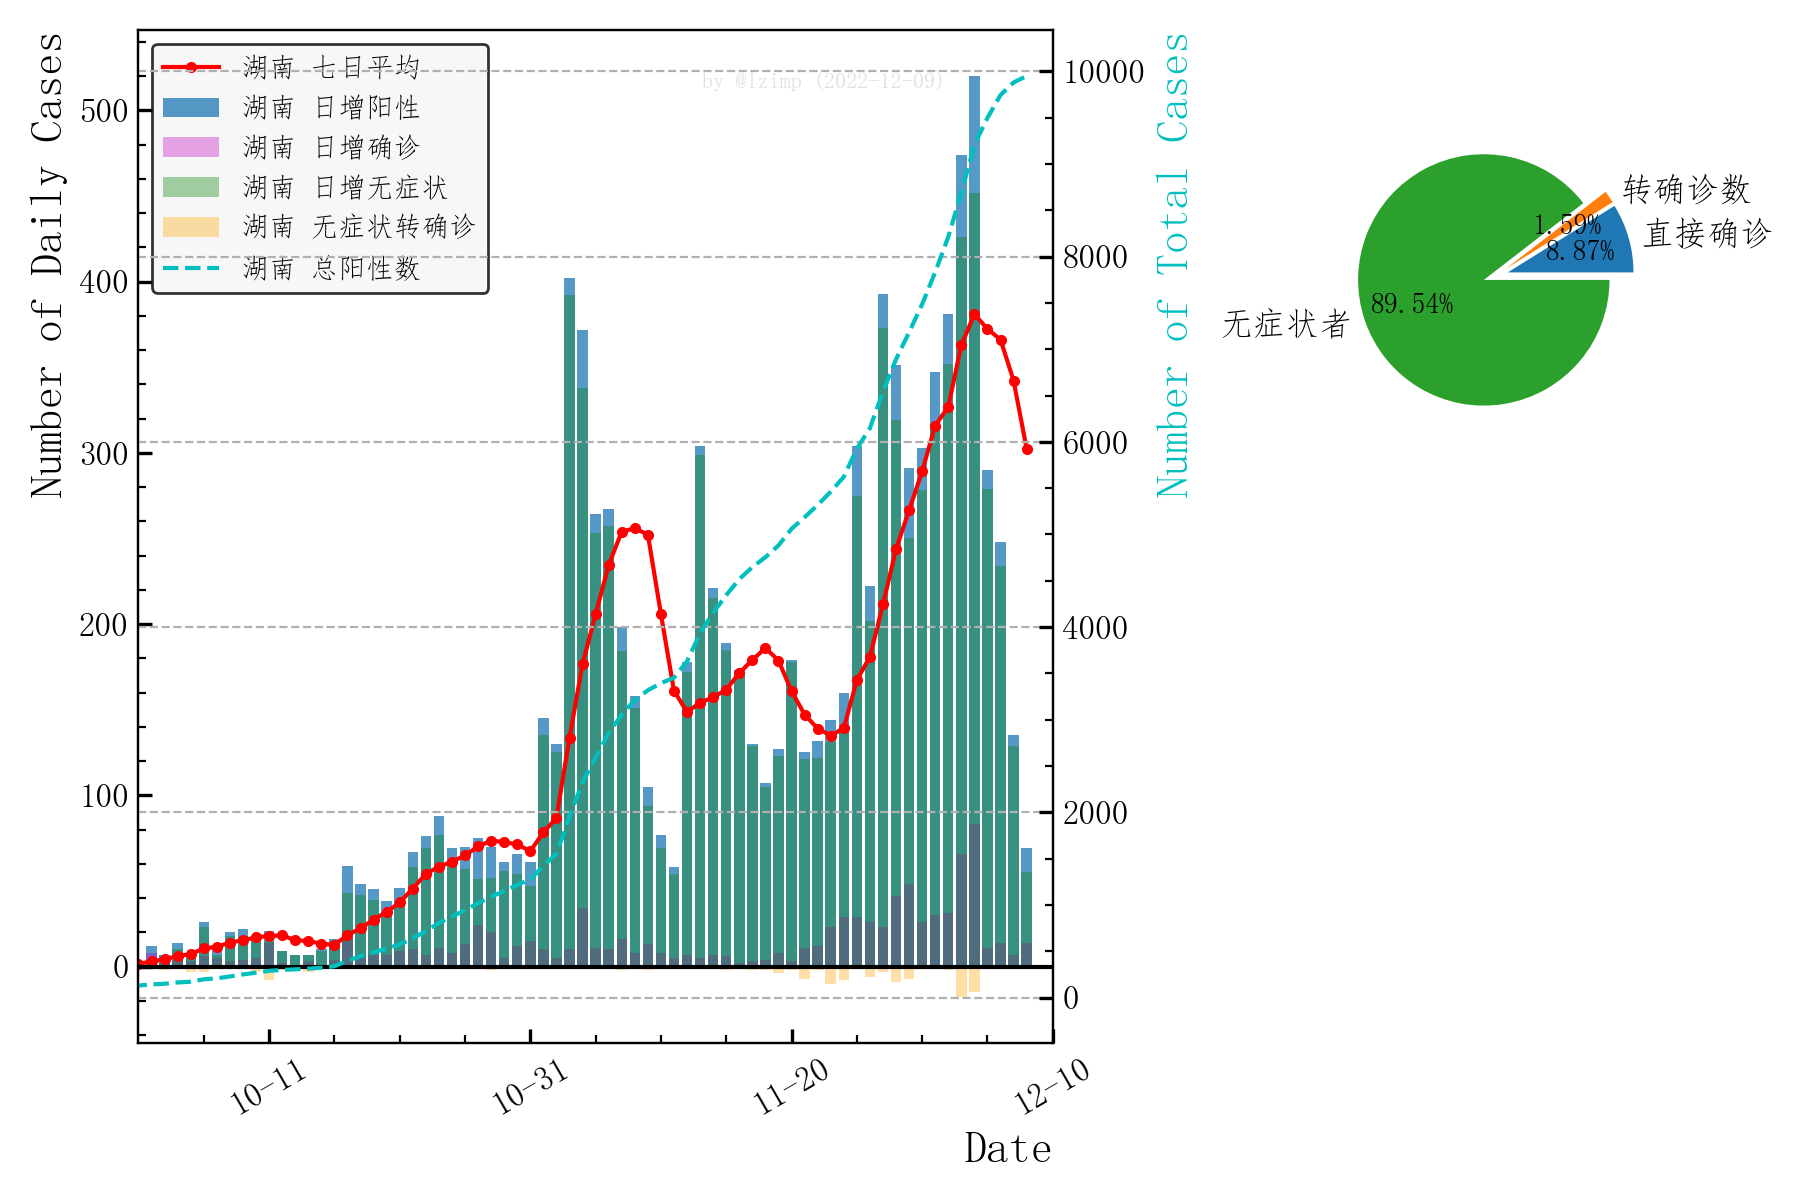 Number of Daily Cases
500
400
300
200
100
0
湖南 七日平均
湖南 日增阳性
湖南 日增确诊
湖南 日增无症状
湖南 无症状转确诊
湖南 总阳性数
by @lzimp (2022-12-09)
10-11
10-31
11-20
12-10
Date
10000
8000
6000
4000
2000
0
Number of Total Cases
转确诊数
1.59%
直接确诊
8.87%
89.54%
无症状者